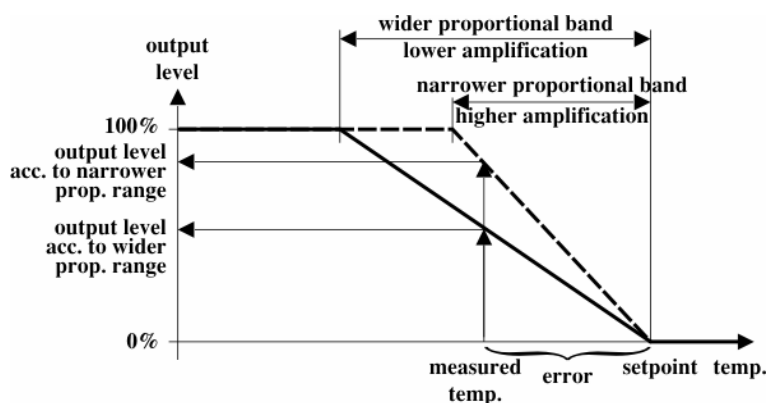 output
level
wider proportional band
lower amplification
narrower proportional band
higher amplification
100%
output level
acc. to narrower
prop. range
output level
acc. to wider
prop. range
0%
measured
temp.
error
setpoint
temp.